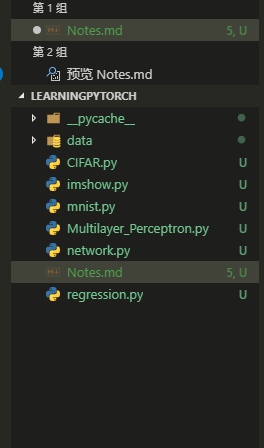 第 1 组
Notes.md 5, U
第 2 组
预览 Notes.md
LEARNINGPYTORCH
__pycache__
data
CIFAR.py U
imshow.py U
mnist.py U
Multilayer_Perceptron.py U
network.py U
Notes.md 5, U
regression.py U